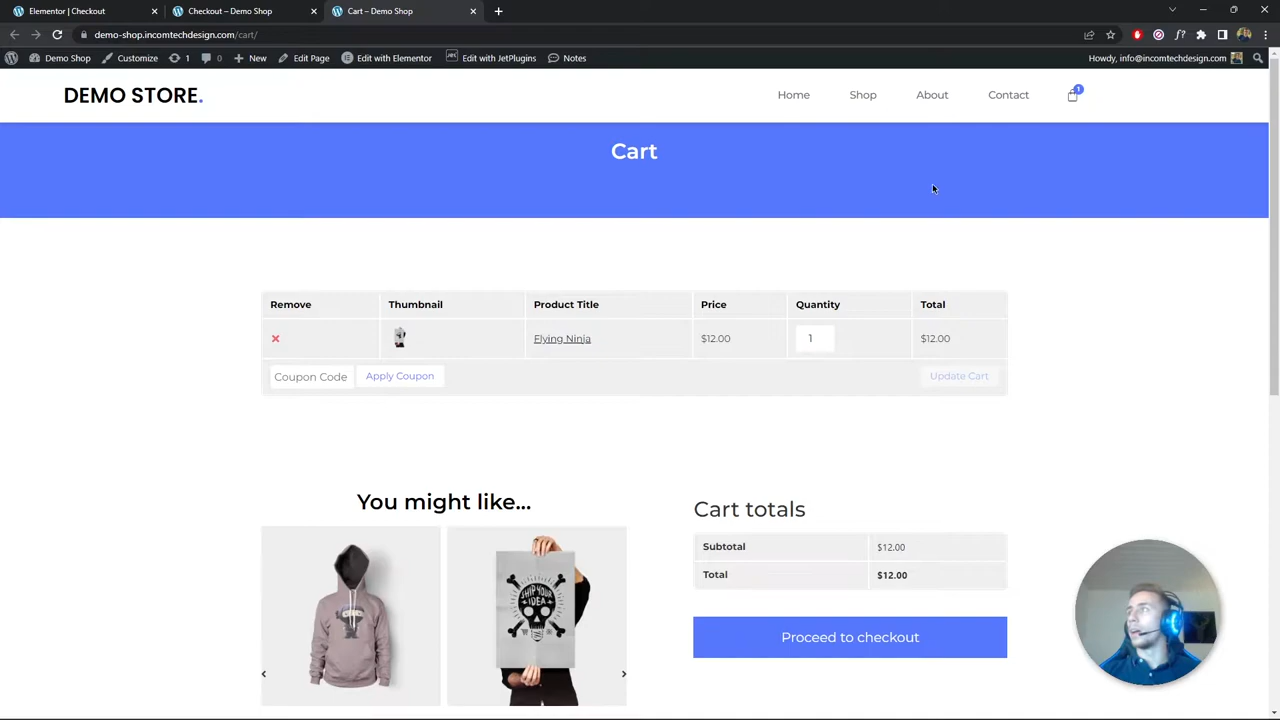 Elementor | Checkout
Checkout – Demo Shop
Cart – Demo Shop
demo-shop.incomtechdesign.com/cart/
Demo Shop
Customize
1
0
New
Edit Page
Edit with Elementor
Edit with JetPlugins
Notes
Howdy, info@incomtechdesign.com
DEMO STORE.
Home
Shop
About
Contact
1
Cart
Remove Thumbnail Product Title Price Quantity Total
Flying Ninja $12.00 1 $12.00
Coupon Code Apply Coupon Update Cart
You might like...
SHIP YOUR
IDEA
Cart totals
Subtotal $12.00
Total $12.00
Proceed to checkout